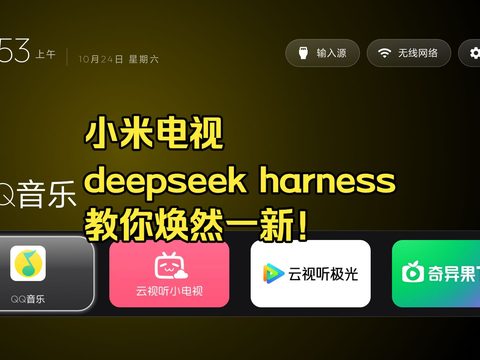 53 上午
10月24日 星期六
输入源
无线网络
小米电视
deepseek harness
Q音乐
教你焕然一新！
QQ音乐
云视听小电视
云视听极光
奇异果T